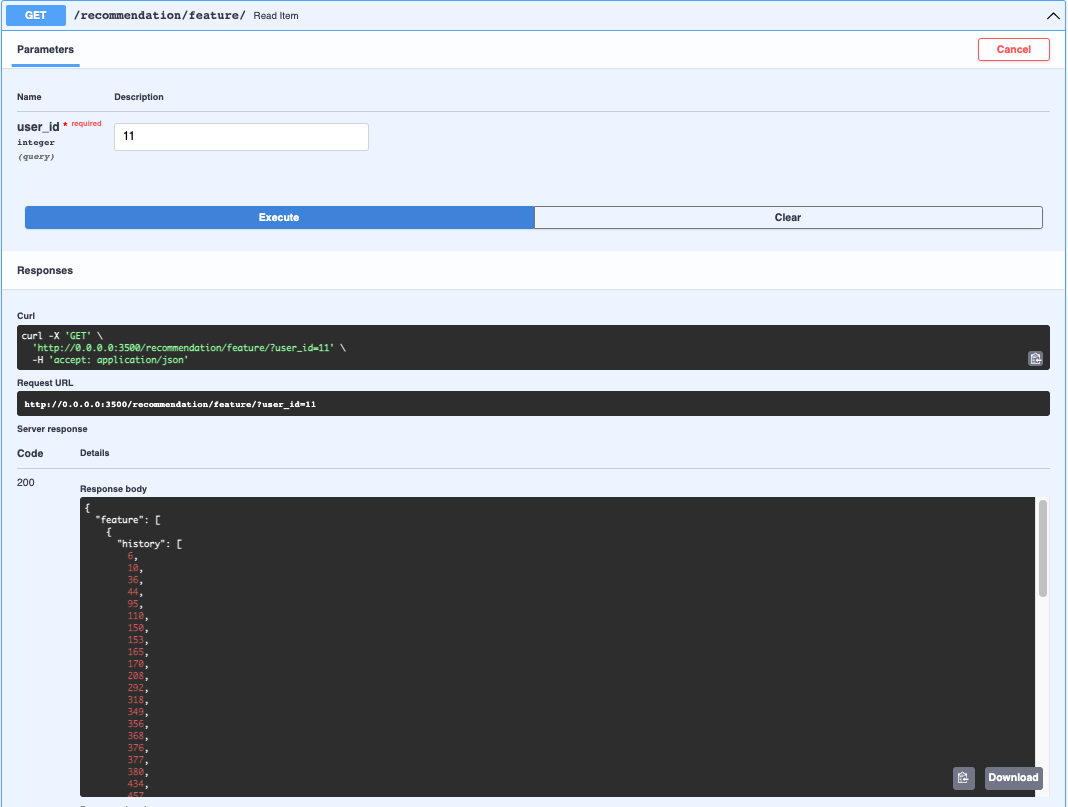 GET /recommendation/feature/ Read Item
Parameters
Cancel
Name Description
user_id * required
integer
(query)
11
Execute Clear
Responses
Curl
curl -X 'GET' \
'http://0.0.0.0:3500/recommendation/feature/?user_id=11' \
-H 'accept: application/json'
Request URL
http://0.0.0.0:3500/recommendation/feature/?user_id=11
Server response
Code Details
200
Response body
{
"feature": [
{
"history": [
6,
10,
36,
44,
95,
110,
150,
153,
165,
170,
208,
292,
318,
349,
356,
368,
376,
377,
380,
434,
457,
Download